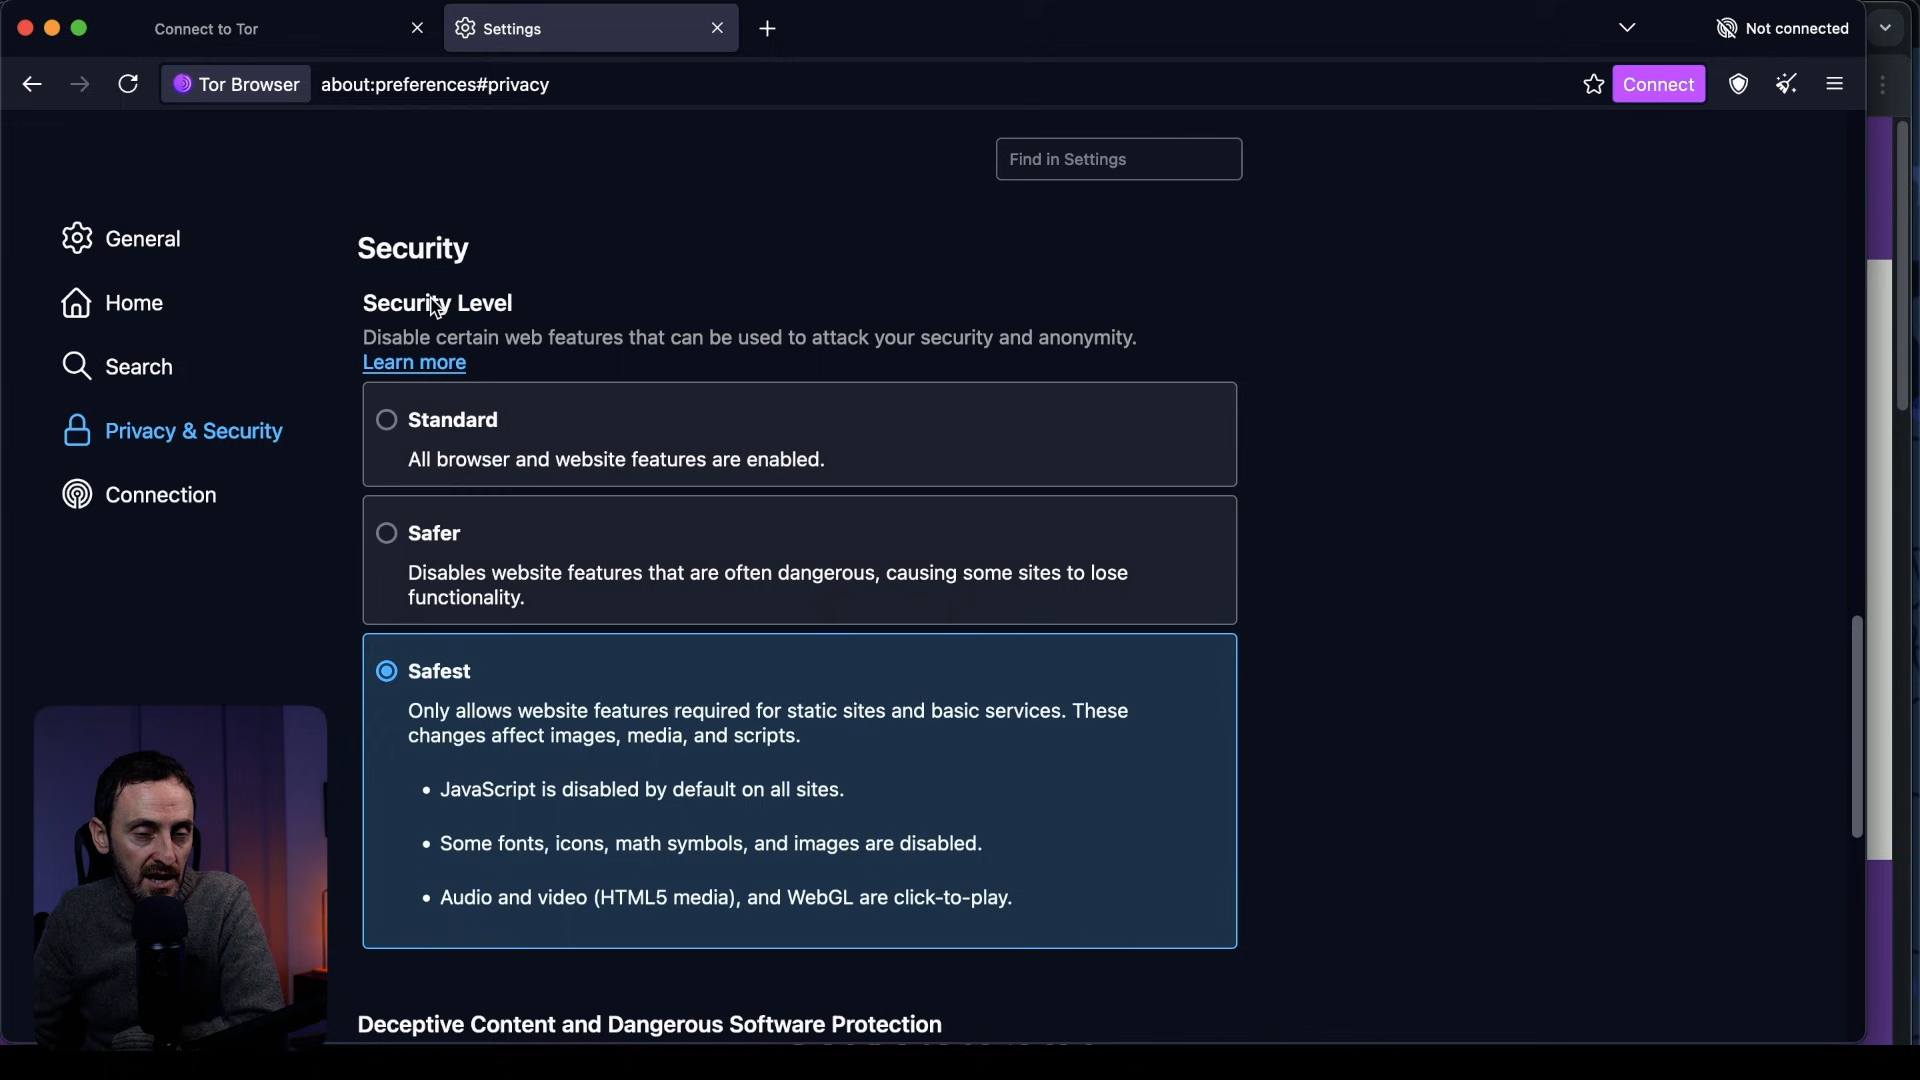 Connect to Tor
Settings
Not connected
Tor Browser
about:preferences#privacy
Connect
Find in Settings
General
Home
Search
Privacy & Security
Connection
Security
Security Level
Disable certain web features that can be used to attack your security and anonymity.
Learn more
Standard
All browser and website features are enabled.
Safer
Disables website features that are often dangerous, causing some sites to lose
functionality.
Safest
Only allows website features required for static sites and basic services. These
changes affect images, media, and scripts.
• JavaScript is disabled by default on all sites.
• Some fonts, icons, math symbols, and images are disabled.
• Audio and video (HTML5 media), and WebGL are click-to-play.
Deceptive Content and Dangerous Software Protection